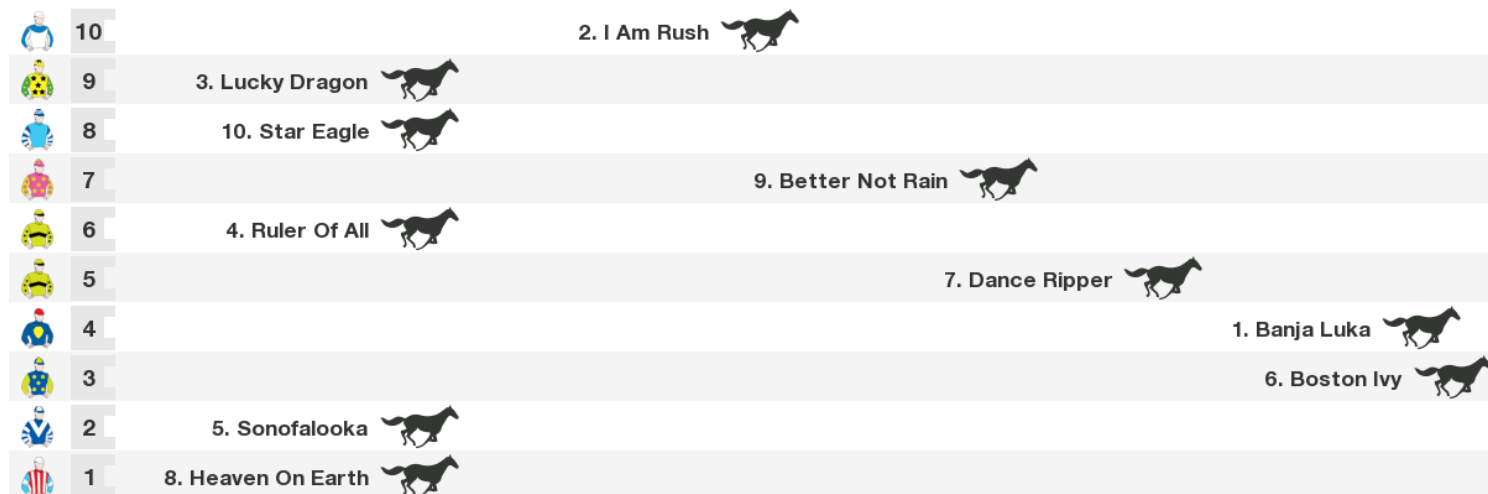 10 2. I Am Rush
9 3. Lucky Dragon
8 10. Star Eagle
7 9. Better Not Rain
6 4. Ruler Of All
5 7. Dance Ripper
4 1. Banja Luka
3 6. Boston Ivy
2 5. Sonofalooka
1 8. Heaven On Earth